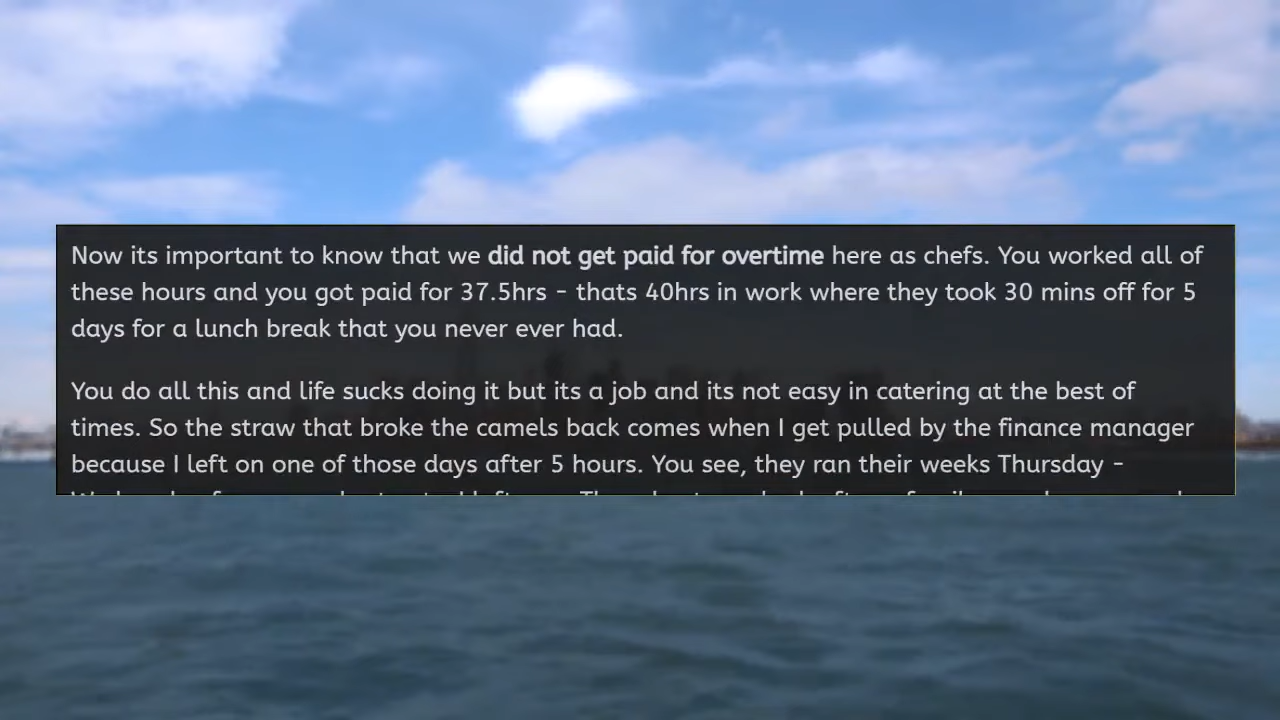 Now its important to know that we did not get paid for overtime here as chefs. You worked all of
these hours and you got paid for 37.5hrs - thats 40hrs in work where they took 30 mins off for 5
days for a lunch break that you never ever had.
You do all this and life sucks doing it but its a job and its not easy in catering at the best of
times. So the straw that broke the camels back comes when I get pulled by the finance manager
because I left on one of those days after 5 hours. You see, they ran their weeks Thursday -